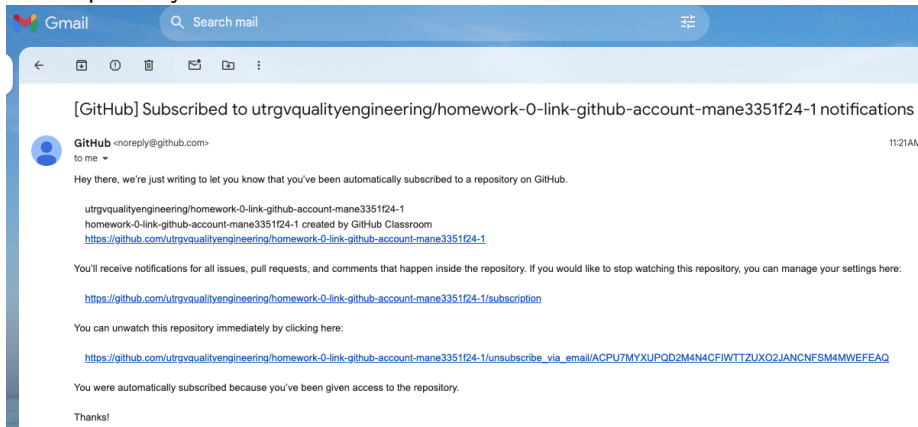 Gmail
Search mail
[GitHub] Subscribed to utrgvqualityengineering/homework-0-link-github-account-mane3351f24-1 notifications
GitHub <noreply@github.com>
11:21AM
to me
Hey there, we're just writing to let you know that you've been automatically subscribed to a repository on GitHub.
utrgvqualityengineering/homework-0-link-github-account-mane3351f24-1
homework-0-link-github-account-mane3351f24-1 created by GitHub Classroom
https://github.com/utrgvqualityengineering/homework-0-link-github-account-mane3351f24-1
You'll receive notifications for all issues, pull requests, and comments that happen inside the repository. If you would like to stop watching this repository, you can manage your settings here:
https://github.com/utrgvqualityengineering/homework-0-link-github-account-mane3351f24-1/subscription
You can unwatch this repository immediately by clicking here:
https://github.com/utrgvqualityengineering/homework-0-link-github-account-mane3351f24-1/unsubscribe_via_email/ACPU7MYXUPQD2M4N4CFIWTTZUXO2JANCNFSM4MWEFEAQ
You were automatically subscribed because you've been given access to the repository.
Thanks!